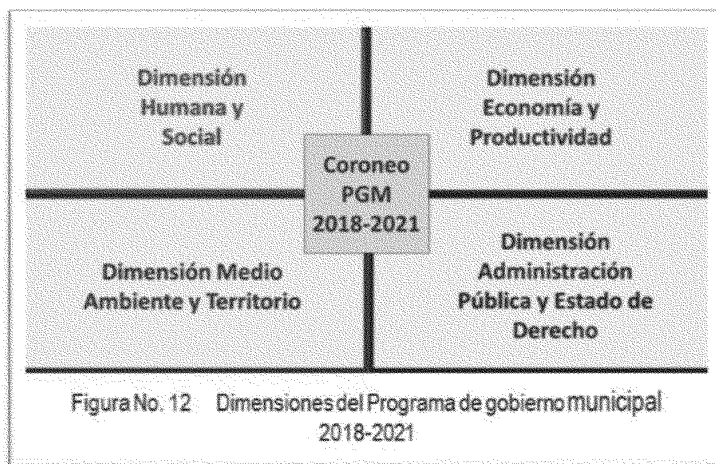 Dimensión
Humana y
Social
Dimensión
Economía y
Productividad
Coroneo
PGM
2018-2021
Dimensión Medio
Ambiente y Territorio
Dimensión
Administración
Pública y Estado de
Derecho
Figura No. 12 Dimensiones del Programa de gobierno municipal
2018-2021